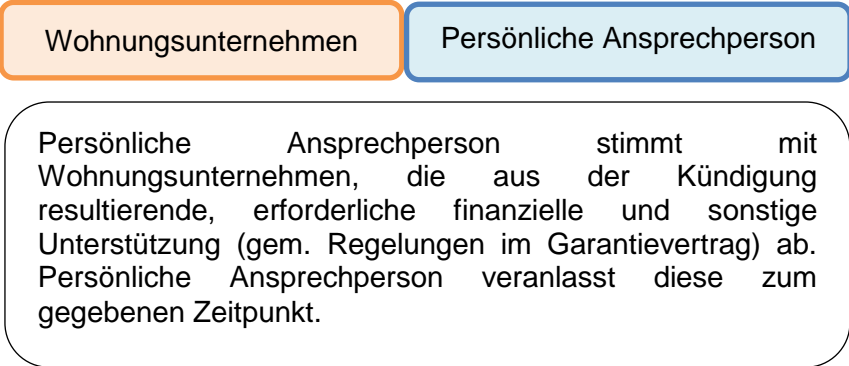 Wohnungsunternehmen
Persönliche Ansprechperson
Persönliche Ansprechperson stimmt mit
Wohnungsunternehmen, die aus der Kündigung
resultierende, erforderliche finanzielle und sonstige
Unterstützung (gem. Regelungen im Garantievertrag) ab.
Persönliche Ansprechperson veranlasst diese zum
gegebenen Zeitpunkt.